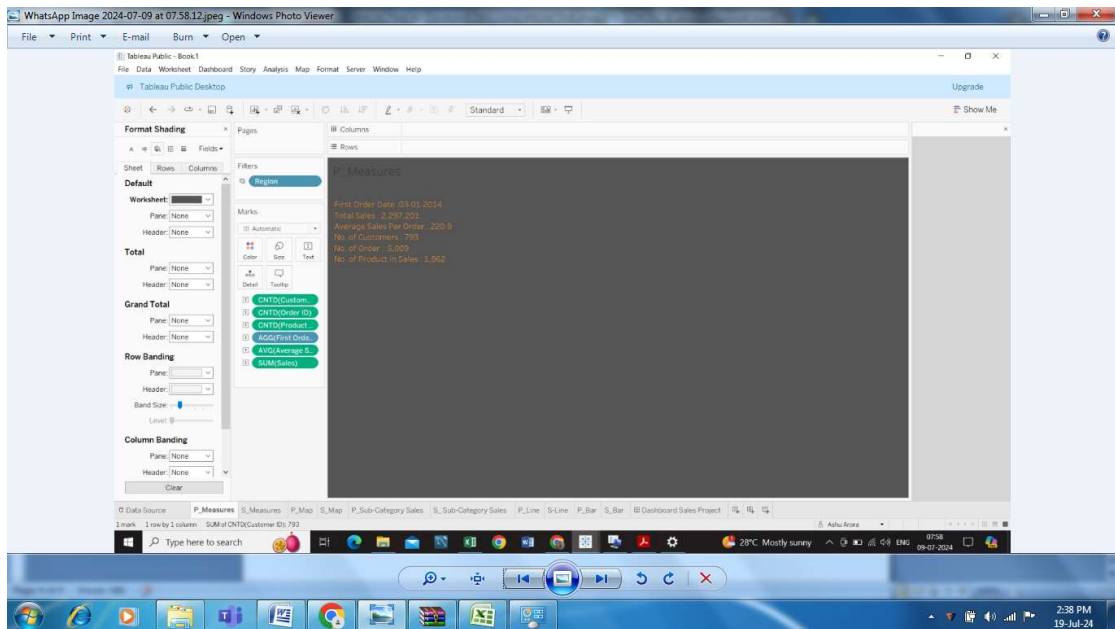 WhatsApp Image 2024-07-09 at 07.58.12.jpeg - Windows Photo Viewer
File Print E-mail Burn Open
Tableau Public - Book1
File Data Worksheet Dashboard Story Analysis Map Format Server Window Help
Tableau Public Desktop Upgrade
Standard Show Me
Format Shading
Fields
Sheet Rows Columns
Default
Worksheet:
Pane: None
Header: None
Total
Pane: None
Header: None
Grand Total
Pane: None
Header: None
Row Banding
Pane:
Header:
Band Size:
Level:
Column Banding
Pane: None
Header: None
Clear
Pages
Filters
Region
Marks
Automatic
Color Size Text
Detail Tooltip
CNTD(Custom..
CNTD(Order ID)
CNTD(Product ..
AGG(First Orde..
AVG(Average S..
SUM(Sales)
Columns
Rows
P_Measures
First Order Date :03-01-2014
Total Sales : 2,297,201
Average Sales Per Order : 220.9
No. of Customers : 793
No. of Order : 5,009
No. of Product in Sales : 1,862
Data Source P_Measures S_Measures P_Map S_Map P_Sub-Category Sales S_Sub-Category Sales P_Line S-Line P_Bar S_Bar Dashboard Sales Project
1 mark 1 row by 1 column SUM of CNTD(Customer ID): 793 Ashu Arora
Type here to search 28°C Mostly sunny ENG 07:58
09-07-2024
2:38 PM
19-Jul-24